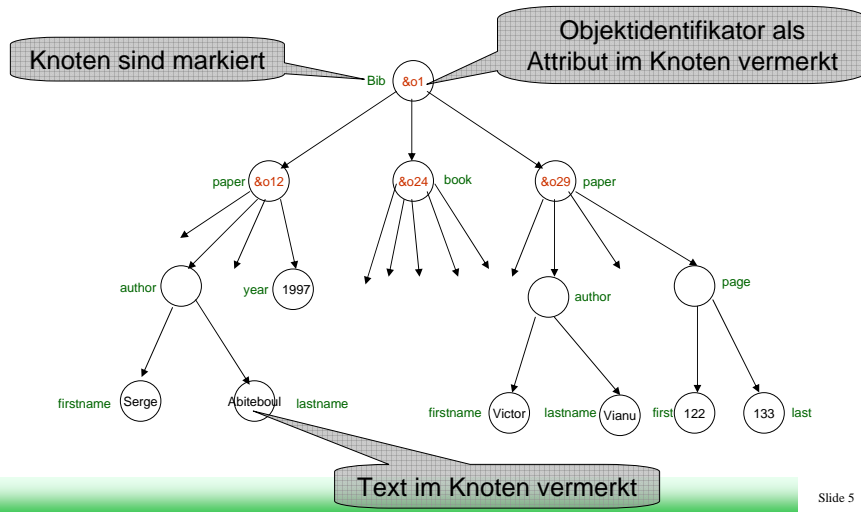 Knoten sind markiert
Objektidentifikator als
Attribut im Knoten vermerkt
Bib &o1
paper &o12
&o24 book
&o29 paper
author
year 1997
author
page
firstname Serge
Abiteboul lastname
firstname Victor
lastname Vianu
first 122
133 last
Text im Knoten vermerkt
Slide 5